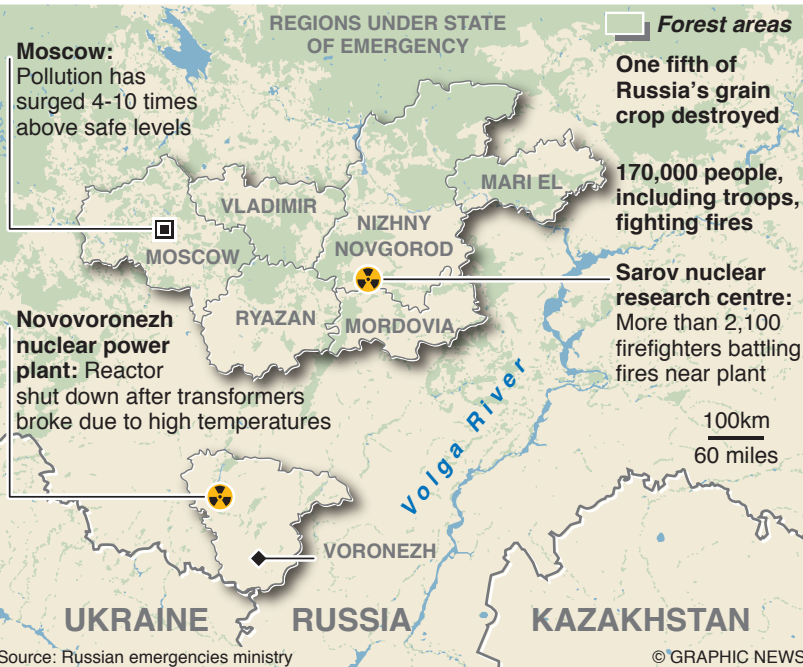 REGIONS UNDER STATE
OF EMERGENCY
Forest areas
Moscow:
Pollution has
surged 4-10 times
above safe levels
One fifth of
Russia's grain
crop destroyed
170,000 people,
including troops,
fighting fires
MARI EL
VLADIMIR
NIZHNY
NOVGOROD
MOSCOW
Sarov nuclear
research centre:
More than 2,100
firefighters battling
fires near plant
RYAZAN
MORDOVIA
Novovoronezh
nuclear power
plant: Reactor
shut down after transformers
broke due to high temperatures
Volga River
100km
60 miles
VORONEZH
UKRAINE
RUSSIA
KAZAKHSTAN
Source: Russian emergencies ministry
© GRAPHIC NEWS